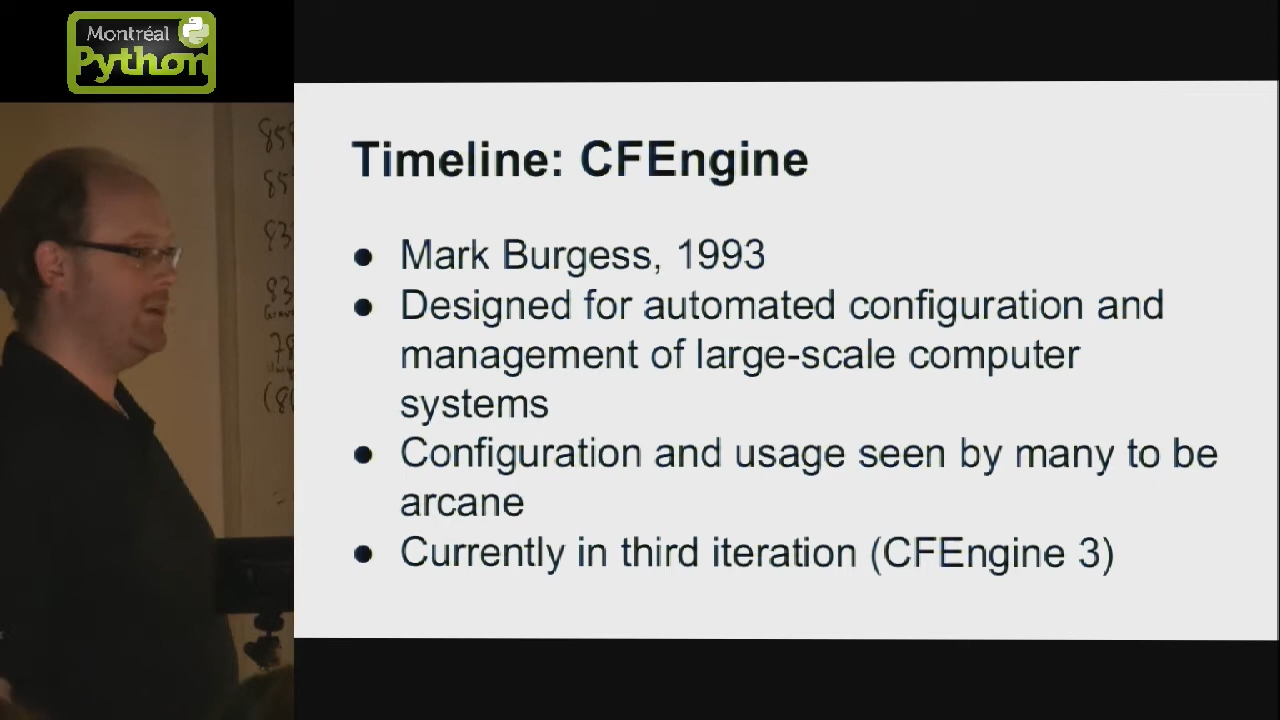 Montréal
Python
Timeline: CFEngine
● Mark Burgess, 1993
● Designed for automated configuration and
management of large-scale computer
systems
● Configuration and usage seen by many to be
arcane
● Currently in third iteration (CFEngine 3)